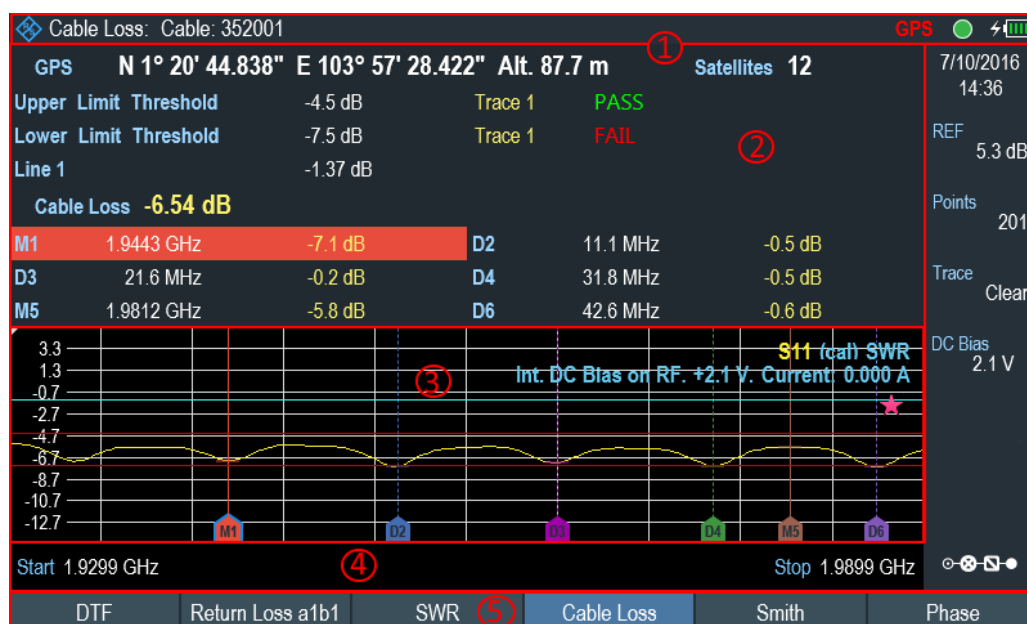 Cable Loss: Cable: 352001 GPS
①
GPS N 1° 20' 44.838" E 103° 57' 28.422" Alt. 87.7 m Satellites 12
7/10/2016
14:36
Upper Limit Threshold -4.5 dB Trace 1 PASS
Lower Limit Threshold -7.5 dB Trace 1 FAIL
②
Line 1 -1.37 dB
Cable Loss -6.54 dB
REF
5.3 dB
Points
201
M1 1.9443 GHz -7.1 dB D2 11.1 MHz -0.5 dB
D3 21.6 MHz -0.2 dB D4 31.8 MHz -0.5 dB
M5 1.9812 GHz -5.8 dB D6 42.6 MHz -0.6 dB
Trace
Clear
DC Bias
2.1 V
S11 (cal) SWR
Int. DC Bias on RF. +2.1 V. Current: 0.000 A
③
3.3
1.3
-0.7
-2.7
-4.7
-6.7
-8.7
-10.7
-12.7
M1 D2 D3 D4 M5 D6
④
Start 1.9299 GHz Stop 1.9899 GHz
DTF Return Loss a1b1 SWR ⑤ Cable Loss Smith Phase